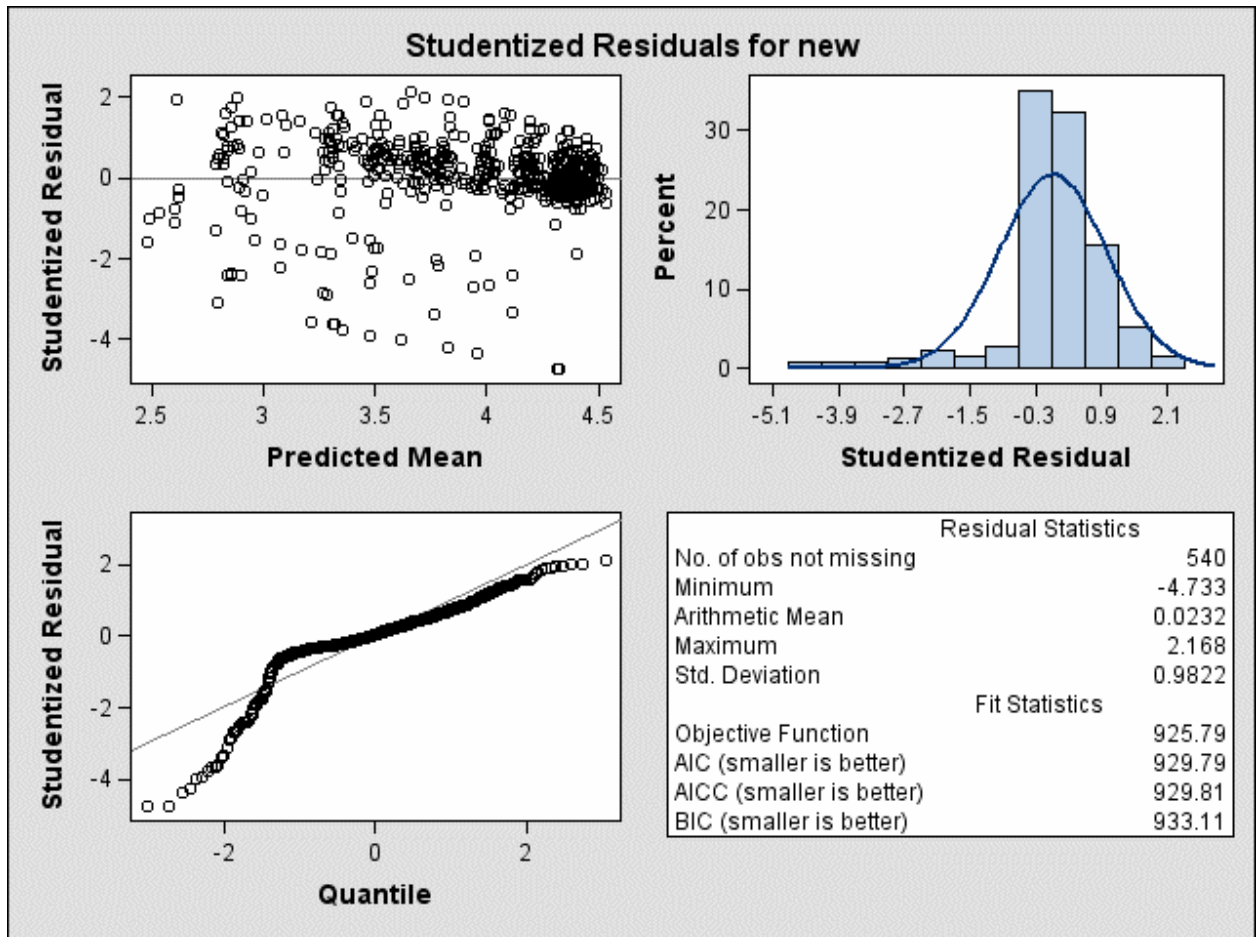 Studentized Residuals for new
Studentized Residual
2
0
-2
-4
2.5 3 3.5 4 4.5
Predicted Mean
Percent
30
20
10
0
-5.1 -3.9 -2.7 -1.5 -0.3 0.9 2.1
Studentized Residual
Studentized Residual
2
0
-2
-4
-2 0 2
Quantile
Residual Statistics
No. of obs not missing 540
Minimum -4.733
Arithmetic Mean 0.0232
Maximum 2.168
Std. Deviation 0.9822
Fit Statistics
Objective Function 925.79
AIC (smaller is better) 929.79
AICC (smaller is better) 929.81
BIC (smaller is better) 933.11